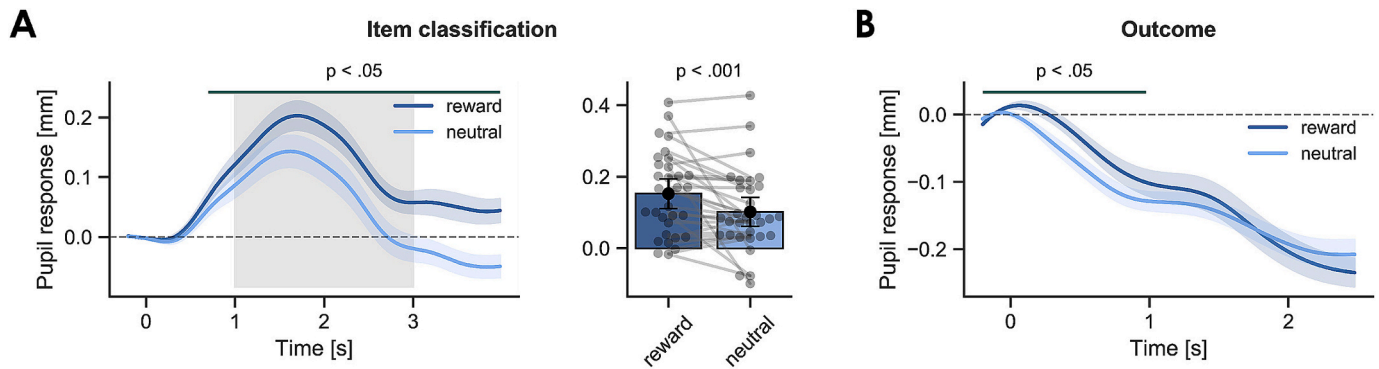 A
Item classification
p < .05
Pupil response [mm]
0.2
0.1
0.0
reward
neutral
0
1
2
3
Time [s]
p < .001
0.4
0.2
0.0
reward
neutral
B
Outcome
p < .05
Pupil response [mm]
0.0
−0.1
−0.2
reward
neutral
0
1
2
Time [s]